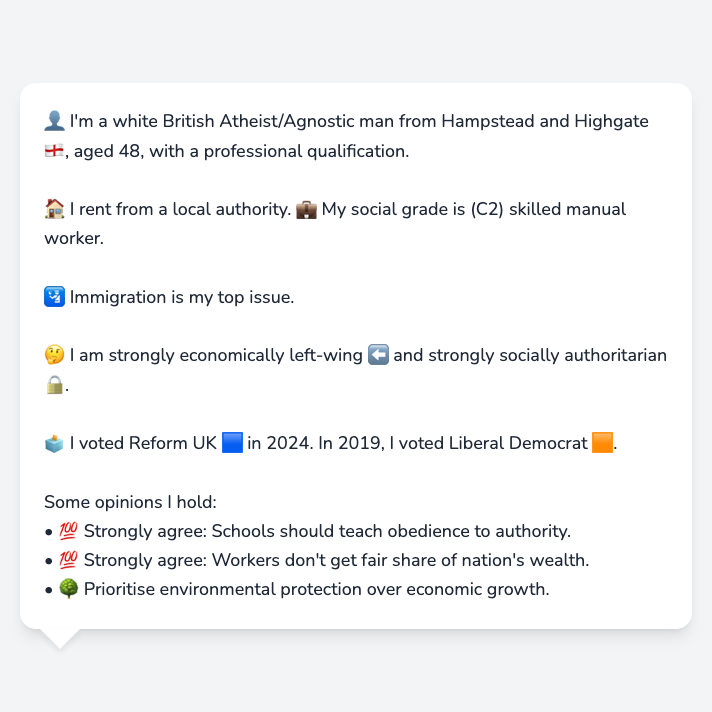 👤 I'm a white British Atheist/Agnostic man from Hampstead and Highgate
🏴󠁧󠁢󠁥󠁮󠁧󠁿, aged 48, with a professional qualification.
🏠 I rent from a local authority. 💼 My social grade is (C2) skilled manual
worker.
🛂 Immigration is my top issue.
🤔 I am strongly economically left-wing ⬅️ and strongly socially authoritarian
🔒.
🗳️ I voted Reform UK 🟦 in 2024. In 2019, I voted Liberal Democrat 🟧.
Some opinions I hold:
• 💯 Strongly agree: Schools should teach obedience to authority.
• 💯 Strongly agree: Workers don't get fair share of nation's wealth.
• 🌳 Prioritise environmental protection over economic growth.